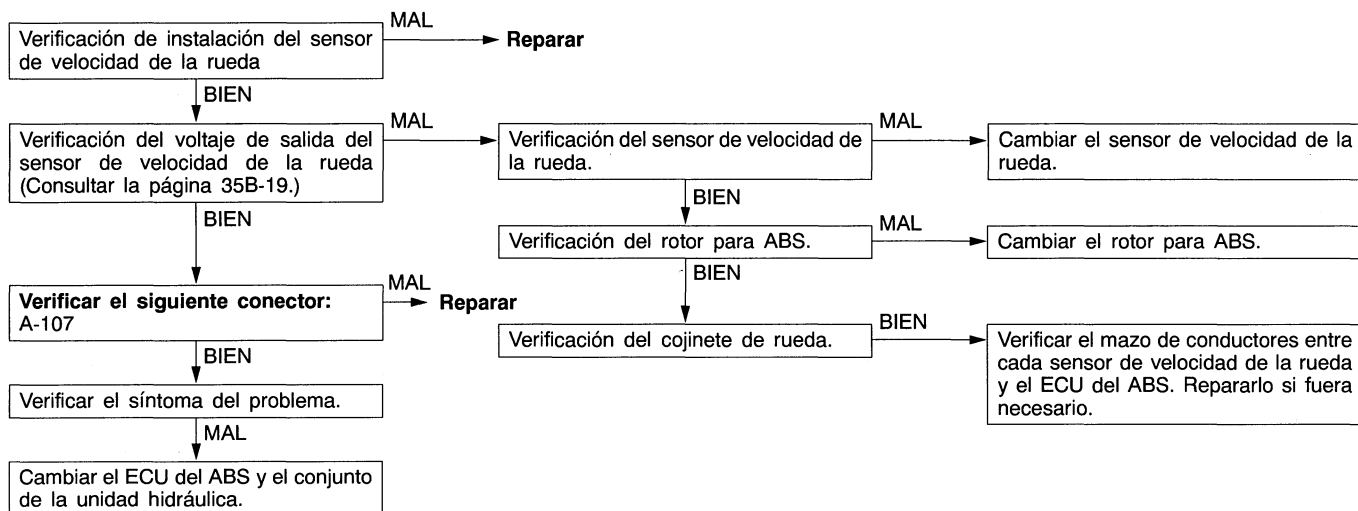 Verificación de instalación del sensor
de velocidad de la rueda
MAL
Reparar
BIEN
Verificación del voltaje de salida del
sensor de velocidad de la rueda
(Consultar la página 35B-19.)
MAL
Verificación del sensor de velocidad de
la rueda.
MAL
Cambiar el sensor de velocidad de la
rueda.
BIEN
BIEN
Verificación del rotor para ABS.
MAL
Cambiar el rotor para ABS.
BIEN
Verificar el siguiente conector:
A-107
MAL
Reparar
Verificación del cojinete de rueda.
BIEN
Verificar el mazo de conductores entre
cada sensor de velocidad de la rueda
y el ECU del ABS. Repararlo si fuera
necesario.
BIEN
Verificar el síntoma del problema.
MAL
Cambiar el ECU del ABS y el conjunto
de la unidad hidráulica.